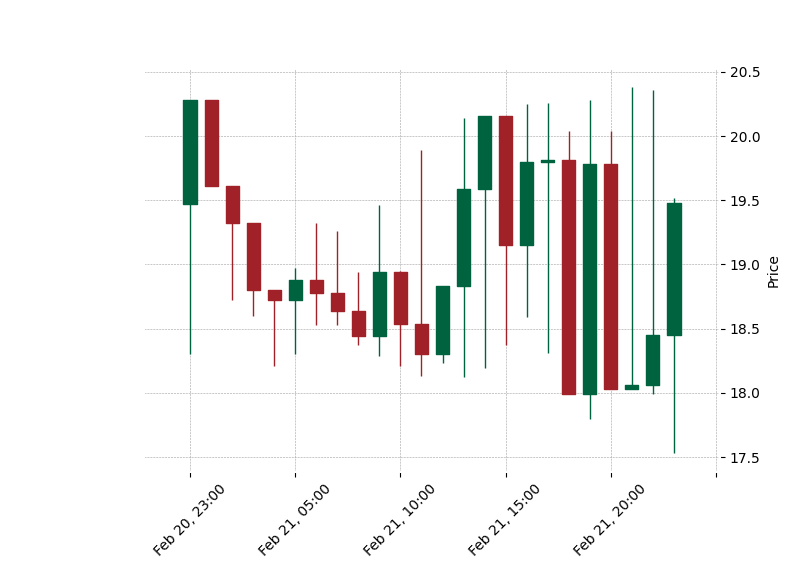 20.5
20.0
19.5
19.0
18.5
18.0
17.5
Price
Feb 20, 23:00
Feb 21, 05:00
Feb 21, 10:00
Feb 21, 15:00
Feb 21, 20:00